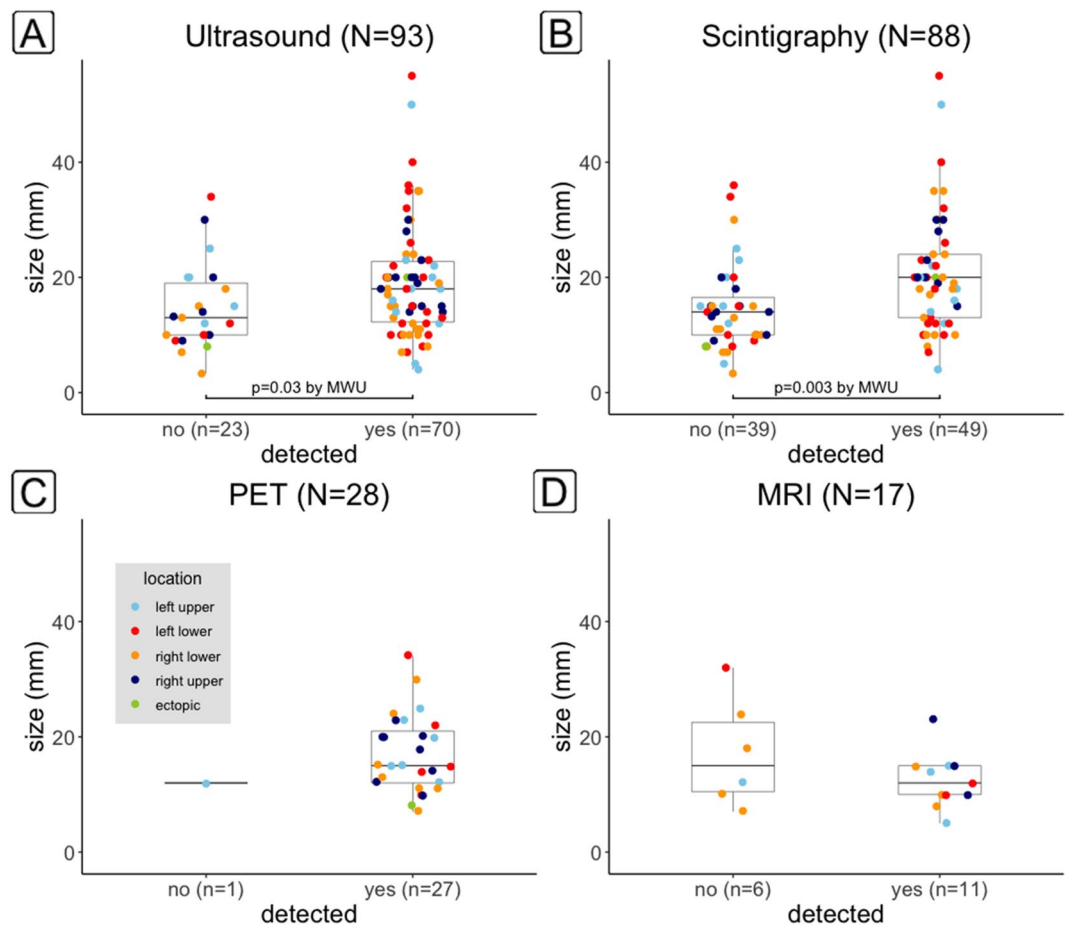 A
Ultrasound (N=93)
size (mm)
40
20
0
p=0.03 by MWU
no (n=23)
yes (n=70)
detected
B
Scintigraphy (N=88)
size (mm)
40
20
0
p=0.003 by MWU
no (n=39)
yes (n=49)
detected
C
PET (N=28)
size (mm)
40
20
0
location
left upper
left lower
right lower
right upper
ectopic
no (n=1)
yes (n=27)
detected
D
MRI (N=17)
size (mm)
40
20
0
no (n=6)
yes (n=11)
detected